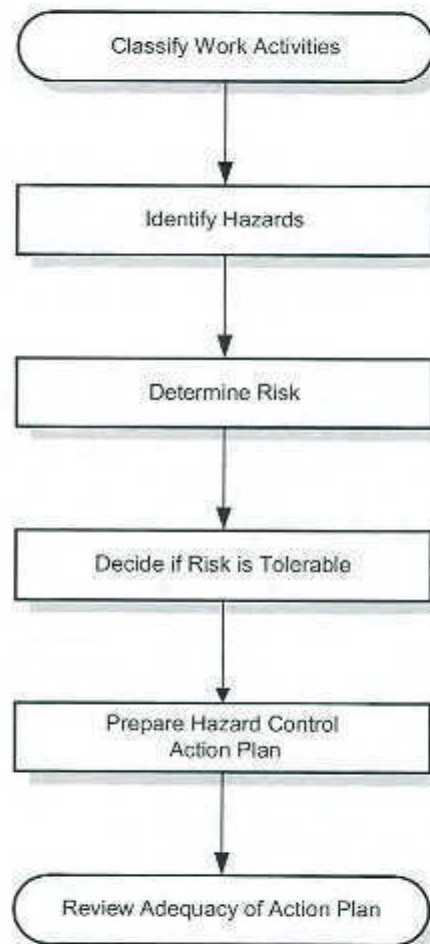 Classify Work Activities
Identify Hazards
Determine Risk
Decide if Risk is Tolerable
Prepare Hazard Control
Action Plan
Review Adequacy of Action Plan